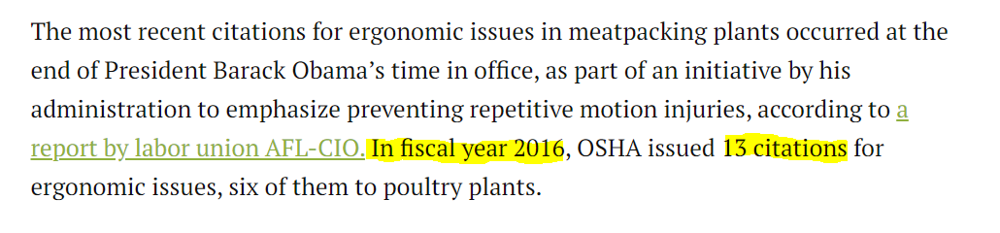 The most recent citations for ergonomic issues in meatpacking plants occurred at the
end of President Barack Obama’s time in office, as part of an initiative by his
administration to emphasize preventing repetitive motion injuries, according to a
report by labor union AFL-CIO. In fiscal year 2016, OSHA issued 13 citations for
ergonomic issues, six of them to poultry plants.